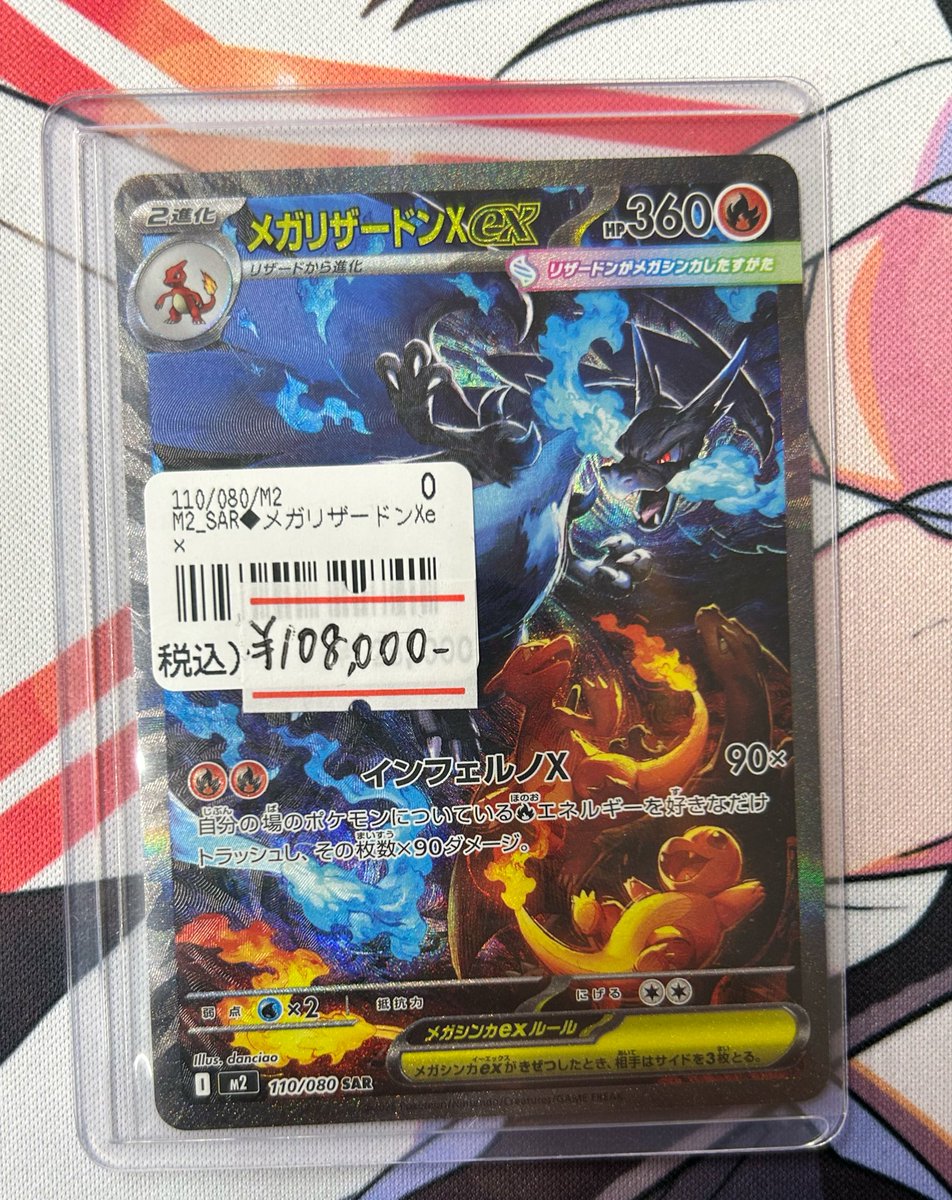 2進化
メガリザードンXex
HP360
リザードから進化
リザードンがメガシンカしたすがた
110/080/M2 0
M2_SAR◆メガリザードンXe
x
税込) ¥108,000-
インフェルノX 90×
自分の場のポケモンについているエネルギーを好きなだけ
トラッシュし、その枚数×90ダメージ。
弱点 ×2 抵抗力 にげる
メガシンカexルール
メガシンカexがきぜつしたとき、相手はサイドを3枚とる。
Illus. danciao
I M2 110/080 SAR